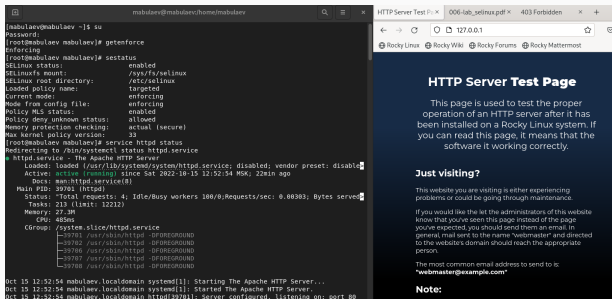 mabulaev@mabulaev:/home/mabulaev
[mabulaev@mabulaev ~]$ su
Password:
[root@mabulaev mabulaev]# getenforce
Enforcing
[root@mabulaev mabulaev]# sestatus
SELinux status: enabled
SELinuxfs mount: /sys/fs/selinux
SELinux root directory: /etc/selinux
Loaded policy name: targeted
Current mode: enforcing
Mode from config file: enforcing
Policy MLS status: enabled
Policy deny_unknown status: allowed
Memory protection checking: actual (secure)
Max kernel policy version: 33
[root@mabulaev mabulaev]# service httpd status
Redirecting to /bin/systemctl status httpd.service
● httpd.service - The Apache HTTP Server
Loaded: loaded (/usr/lib/systemd/system/httpd.service; disabled; vendor preset: disable>
Active: active (running) since Sat 2022-10-15 12:52:54 MSK; 22min ago
Docs: man:httpd.service(8)
Main PID: 39701 (httpd)
Status: "Total requests: 4; Idle/Busy workers 100/0;Requests/sec: 0.00303; Bytes served>
Tasks: 213 (limit: 12212)
Memory: 27.3M
CPU: 485ms
CGroup: /system.slice/httpd.service
├─39701 /usr/sbin/httpd -DFOREGROUND
├─39702 /usr/sbin/httpd -DFOREGROUND
├─39706 /usr/sbin/httpd -DFOREGROUND
├─39707 /usr/sbin/httpd -DFOREGROUND
└─39708 /usr/sbin/httpd -DFOREGROUND
Oct 15 12:52:54 mabulaev.localdomain systemd[1]: Starting The Apache HTTP Server...
Oct 15 12:52:54 mabulaev.localdomain systemd[1]: Started The Apache HTTP Server.
Oct 15 12:52:54 mabulaev.localdomain httpd[39701]: Server configured, listening on: port 80
HTTP Server Test Pa × 006-lab_selinux.pdf × 403 Forbidden × +
127.0.0.1
Rocky Linux Rocky Wiki Rocky Forums Rocky Mattermost
HTTP Server Test Page
This page is used to test the proper
operation of an HTTP server after it has
been installed on a Rocky Linux system. If
you can read this page, it means that the
software it working correctly.
Just visiting?
This website you are visiting is either experiencing
problems or could be going through maintenance.
If you would like the let the administrators of this website
know that you've seen this page instead of the page
you've expected, you should send them an email. In
general, mail sent to the name "webmaster" and directed
to the website's domain should reach the appropriate
person.
The most common email address to send to is:
"webmaster@example.com"
Note: